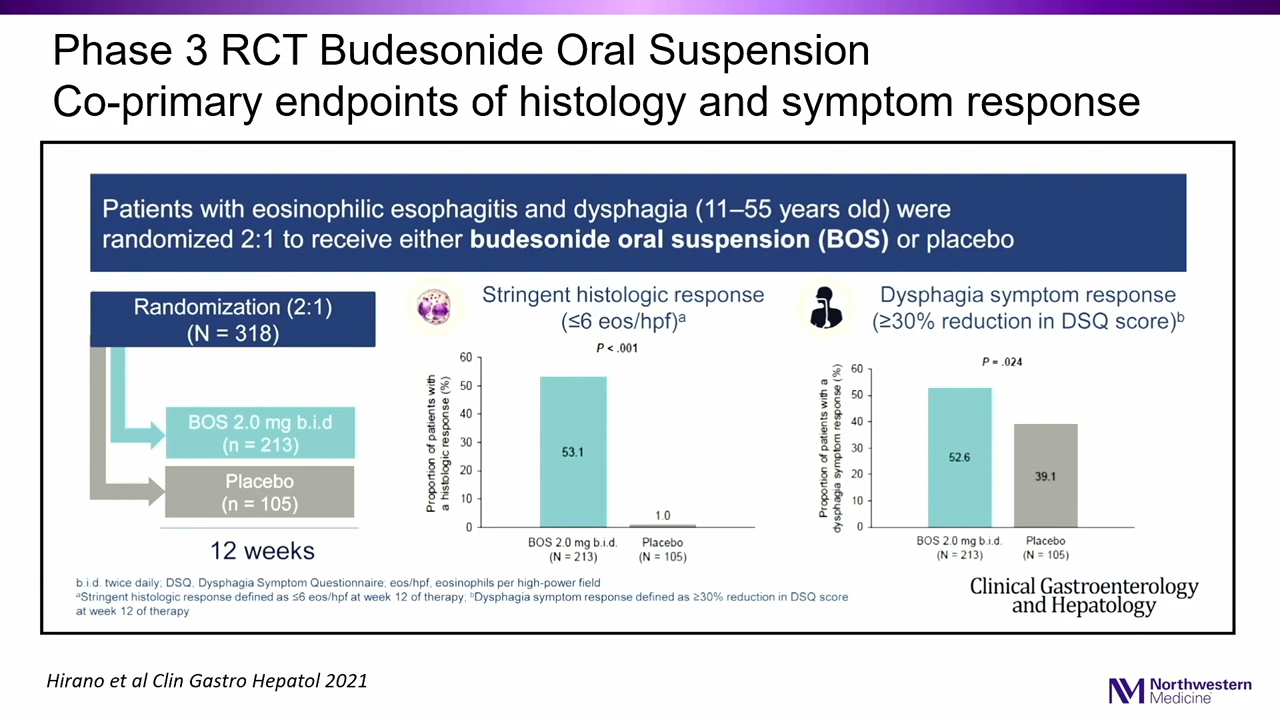 Phase 3 RCT Budesonide Oral Suspension
Co-primary endpoints of histology and symptom response
Patients with eosinophilic esophagitis and dysphagia (11–55 years old) were
randomized 2:1 to receive either budesonide oral suspension (BOS) or placebo
Randomization (2:1)
(N = 318)
BOS 2.0 mg b.i.d
(n = 213)
Placebo
(n = 105)
12 weeks
Stringent histologic response
(≤6 eos/hpf)ᵃ
P < .001
Proportion of patients with
a histologic response (%)
60
50
40
30
20
10
0
53.1
1.0
BOS 2.0 mg b.i.d.
(N = 213)
Placebo
(N = 105)
Dysphagia symptom response
(≥30% reduction in DSQ score)ᵇ
P = .024
Proportion of patients with a
dysphagia symptom response (%)
60
50
40
30
20
10
0
52.6
39.1
BOS 2.0 mg b.i.d.
(N = 213)
Placebo
(N = 105)
b.i.d. twice daily; DSQ, Dysphagia Symptom Questionnaire; eos/hpf, eosinophils per high-power field
ᵃStringent histologic response defined as ≤6 eos/hpf at week 12 of therapy; ᵇDysphagia symptom response defined as ≥30% reduction in DSQ score
at week 12 of therapy
Clinical Gastroenterology
and Hepatology
Hirano et al Clin Gastro Hepatol 2021
Northwestern
Medicine